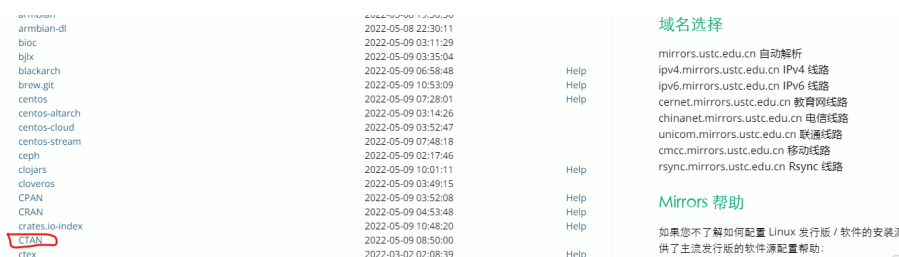 armbian-dl 2022-05-08 22:30:11
bioc 2022-05-09 03:11:29
bjlx 2022-05-09 03:35:04
blackarch 2022-05-09 06:58:48 Help
brew.git 2022-05-09 10:53:09 Help
centos 2022-05-09 07:28:01 Help
centos-altarch 2022-05-09 03:14:26
centos-cloud 2022-05-09 03:52:47
centos-stream 2022-05-09 07:48:18
ceph 2022-05-09 02:17:46
clojars 2022-05-09 10:01:11 Help
cloveros 2022-05-09 03:49:15
CPAN 2022-05-09 03:52:08 Help
CRAN 2022-05-09 04:53:48 Help
crates.io-index 2022-05-09 10:48:20 Help
CTAN 2022-05-09 08:50:00
ctex 2022-03-02 02:08:39 Help
域名选择
mirrors.ustc.edu.cn 自动解析
ipv4.mirrors.ustc.edu.cn IPv4 线路
ipv6.mirrors.ustc.edu.cn IPv6 线路
cernet.mirrors.ustc.edu.cn 教育网线路
chinanet.mirrors.ustc.edu.cn 电信线路
unicom.mirrors.ustc.edu.cn 联通线路
cmcc.mirrors.ustc.edu.cn 移动线路
rsync.mirrors.ustc.edu.cn Rsync 线路
Mirrors 帮助
如果您不了解如何配置 Linux 发行版 / 软件的安装
供了主流发行版的软件源配置帮助: